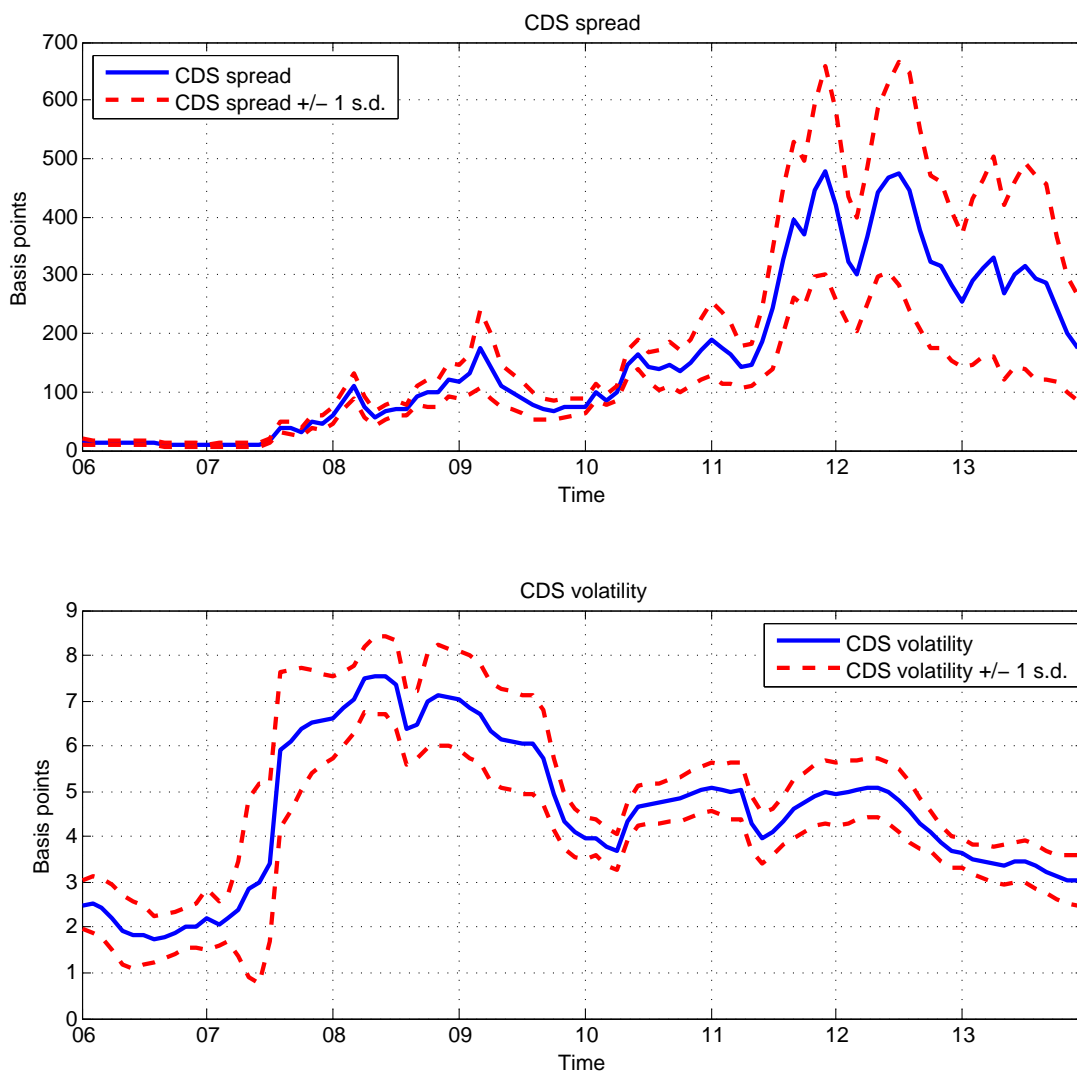 CDS spread
700
600
500
400
300
200
100
0
Basis points
CDS spread
CDS spread +/− 1 s.d.
06 07 08 09 10 11 12 13
Time
CDS volatility
9
8
7
6
5
4
3
2
1
0
Basis points
CDS volatility
CDS volatility +/− 1 s.d.
06 07 08 09 10 11 12 13
Time